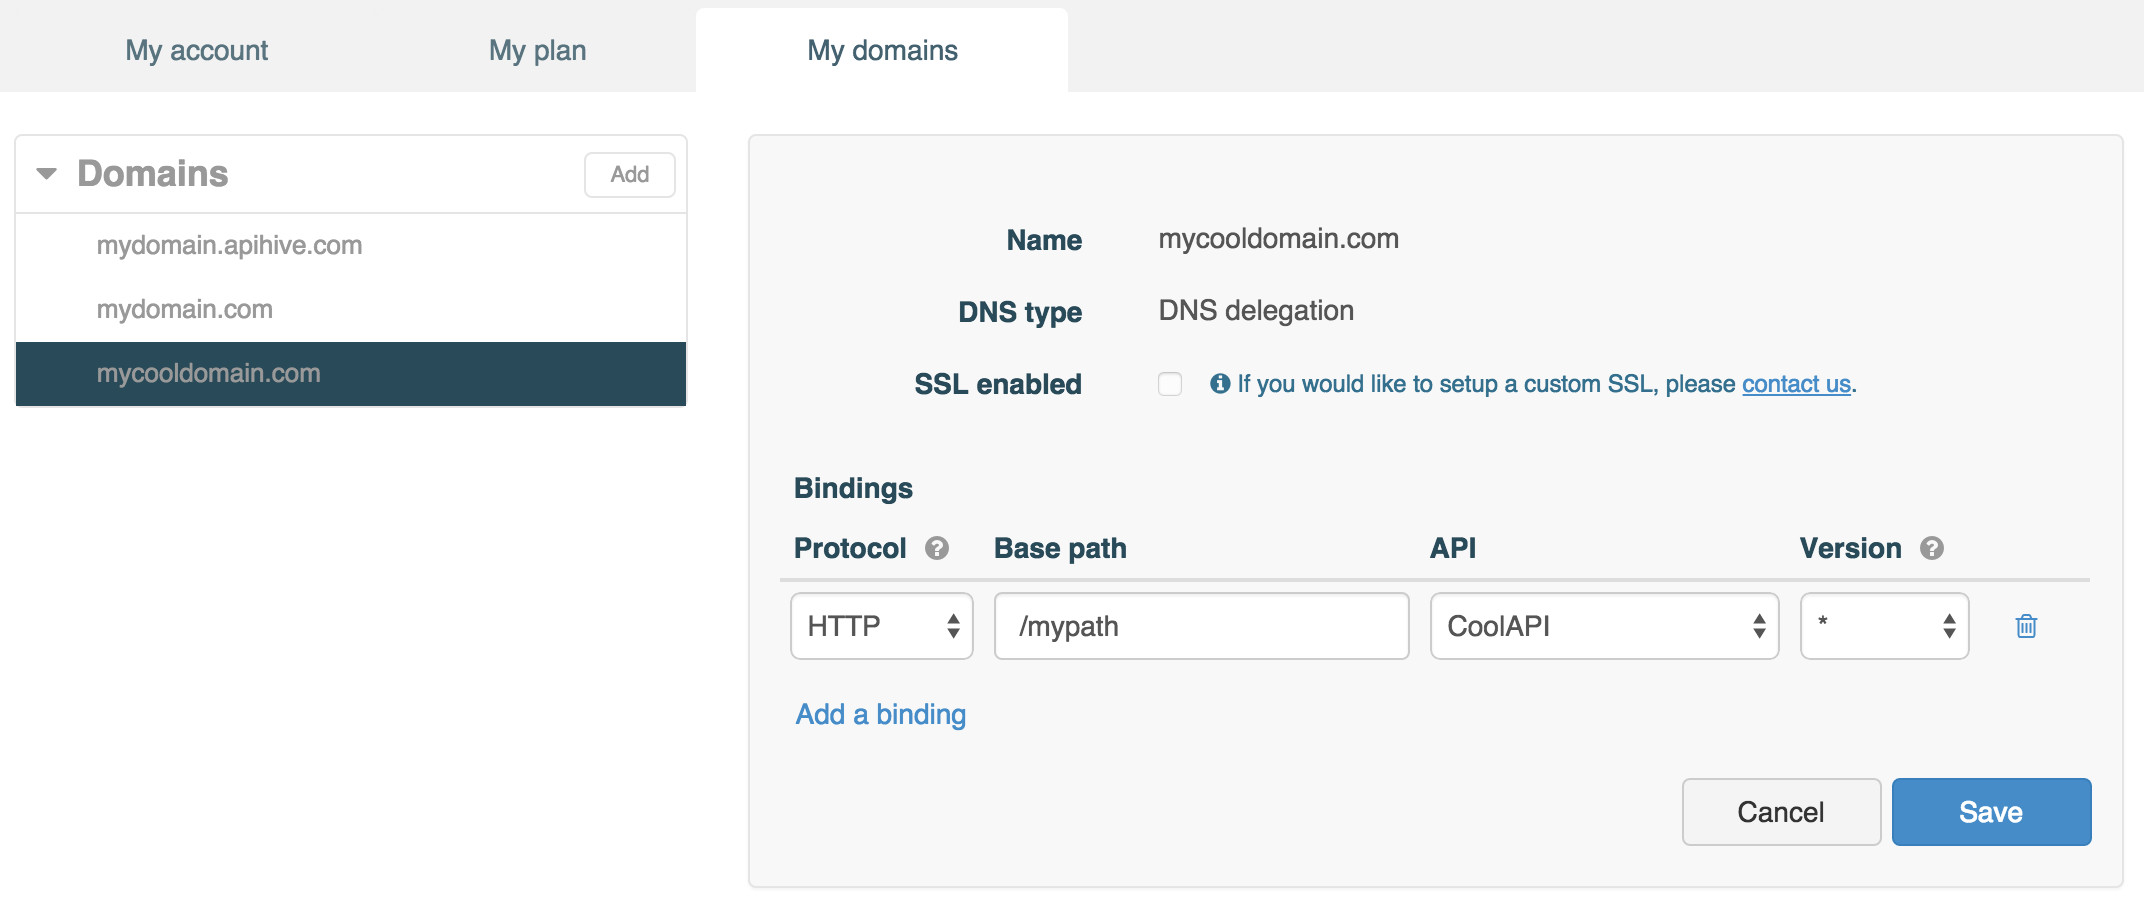 My account My plan My domains
Domains Add
mydomain.apihive.com
mydomain.com
mycooldomain.com
Name mycooldomain.com
DNS type DNS delegation
SSL enabled If you would like to setup a custom SSL, please contact us.
Bindings
Protocol ? Base path API Version ?
HTTP /mypath CoolAPI *
Add a binding
Cancel Save